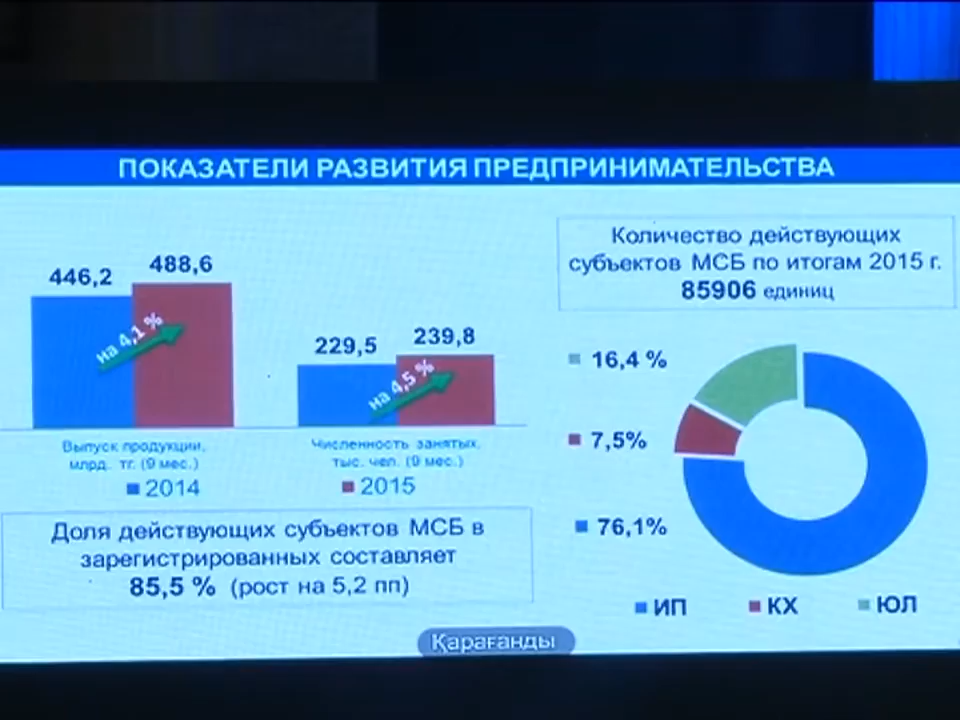 ПОКАЗАТЕЛИ РАЗВИТИЯ ПРЕДПРИНИМАТЕЛЬСТВА
446,2
488,6
на 4,1 %
229,5
239,8
на 4,5 %
Выпуск продукции,
млрд. тг. (9 мес.)
Численность занятых,
тыс. чел. (9 мес.)
2014
2015
Доля действующих субъектов МСБ в
зарегистрированных составляет
85,5 % (рост на 5,2 пп)
Количество действующих
субъектов МСБ по итогам 2015 г.
85906 единиц
16,4 %
7,5%
76,1%
ИП
КХ
ЮЛ
Қарағанды